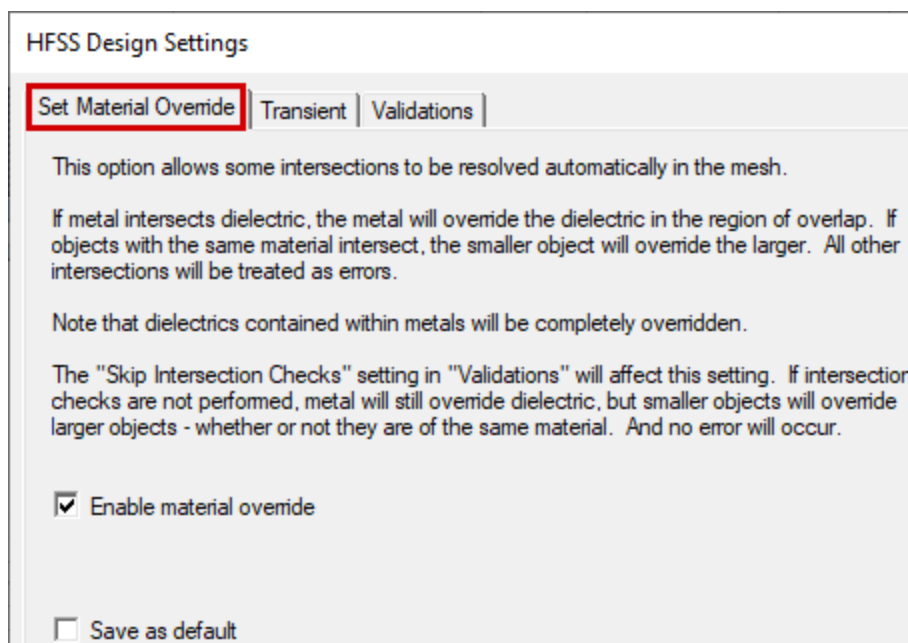 HFSS Design Settings
Set Material Override Transient Validations
This option allows some intersections to be resolved automatically in the mesh.
If metal intersects dielectric, the metal will override the dielectric in the region of overlap. If
objects with the same material intersect, the smaller object will override the larger. All other
intersections will be treated as errors.
Note that dielectrics contained within metals will be completely overridden.
The "Skip Intersection Checks" setting in "Validations" will affect this setting. If intersection
checks are not performed, metal will still override dielectric, but smaller objects will override
larger objects - whether or not they are of the same material. And no error will occur.
Enable material override
Save as default